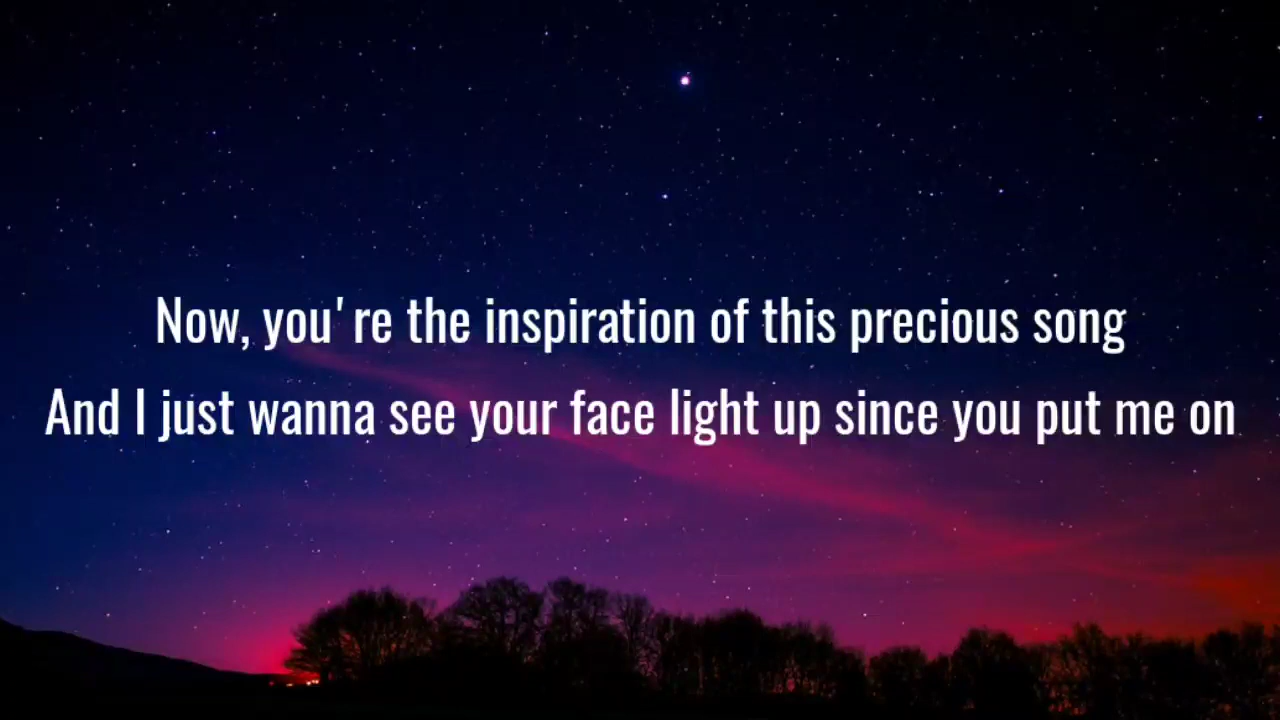 Now, you're the inspiration of this precious song
And I just wanna see your face light up since you put me on